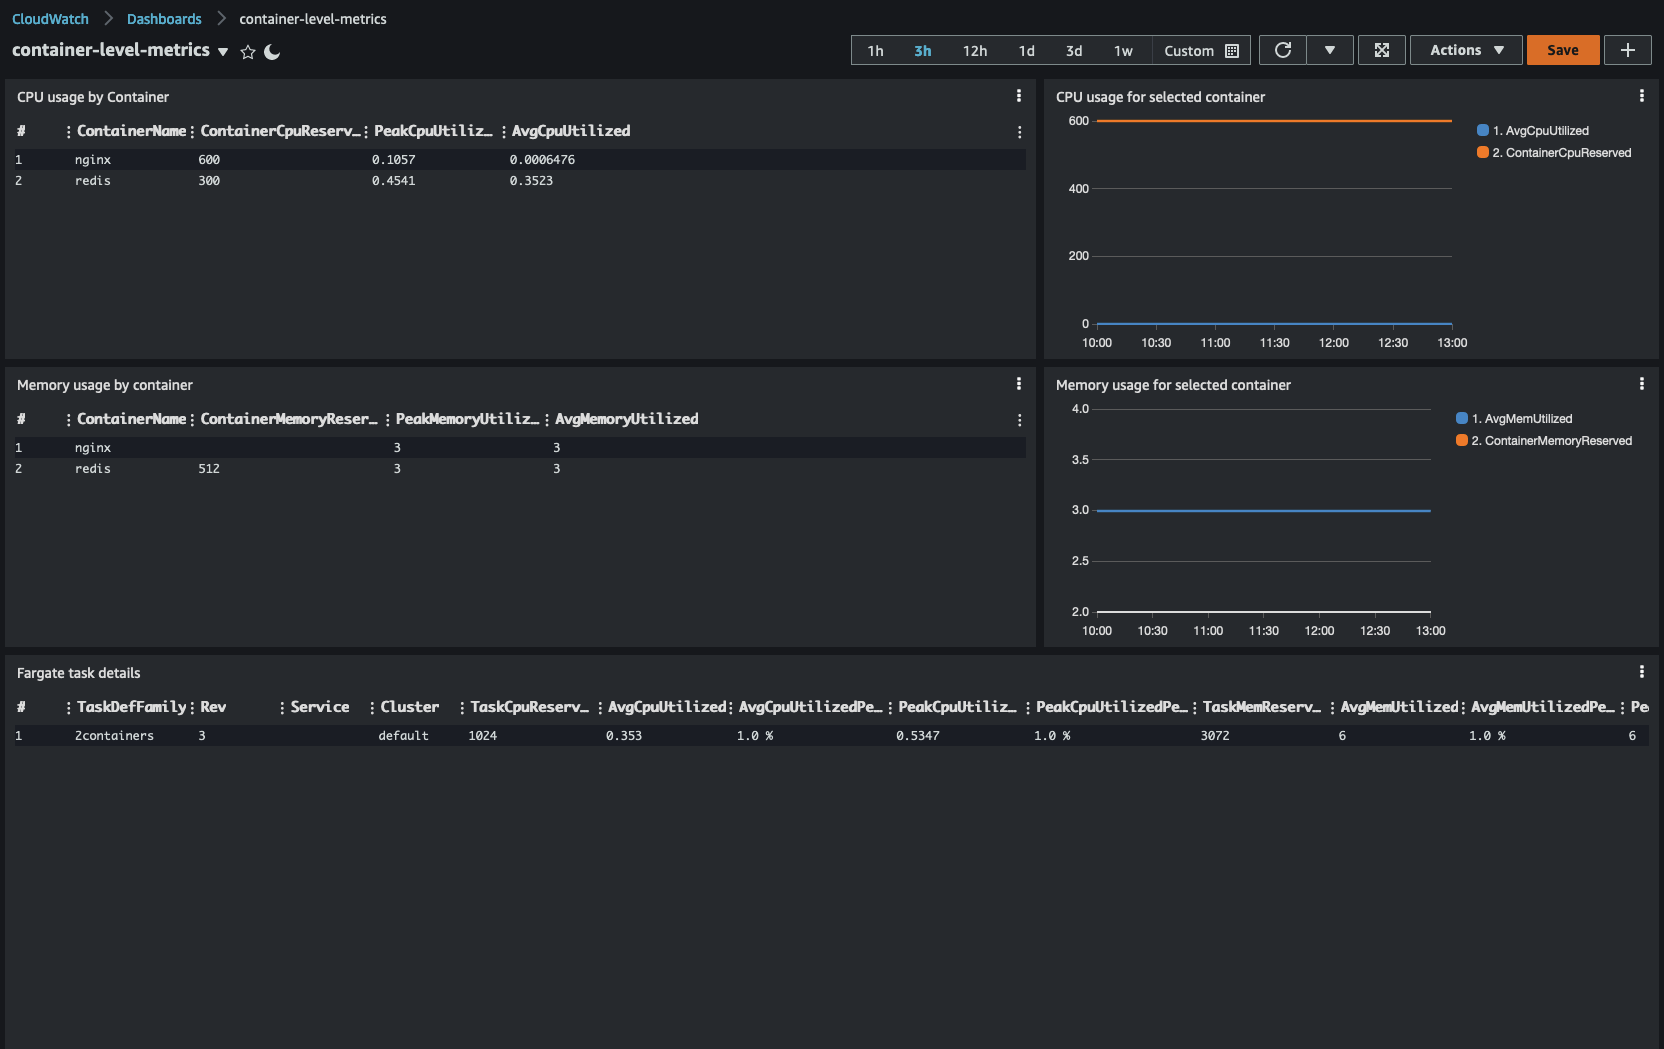 CloudWatch > Dashboards > container-level-metrics
container-level-metrics
1h 3h 12h 1d 3d 1w Custom Actions Save
CPU usage by Container
# ContainerName ContainerCpuReserv… PeakCpuUtiliz… AvgCpuUtilized
1 nginx 600 0.1057 0.0006476
2 redis 300 0.4541 0.3523
CPU usage for selected container
600
400
200
0
10:00 10:30 11:00 11:30 12:00 12:30 13:00
1. AvgCpuUtilized
2. ContainerCpuReserved
Memory usage by container
# ContainerName ContainerMemoryReser… PeakMemoryUtiliz… AvgMemoryUtilized
1 nginx 3 3
2 redis 512 3 3
Memory usage for selected container
4.0
3.5
3.0
2.5
2.0
10:00 10:30 11:00 11:30 12:00 12:30 13:00
1. AvgMemUtilized
2. ContainerMemoryReserved
Fargate task details
# TaskDefFamily Rev Service Cluster TaskCpuReserv… AvgCpuUtilized AvgCpuUtilizedPe… PeakCpuUtiliz… PeakCpuUtilizedPe… TaskMemReserv… AvgMemUtilized AvgMemUtilizedPe… Pe
1 2containers 3 default 1024 0.353 1.0 % 0.5347 1.0 % 3072 6 1.0 % 6